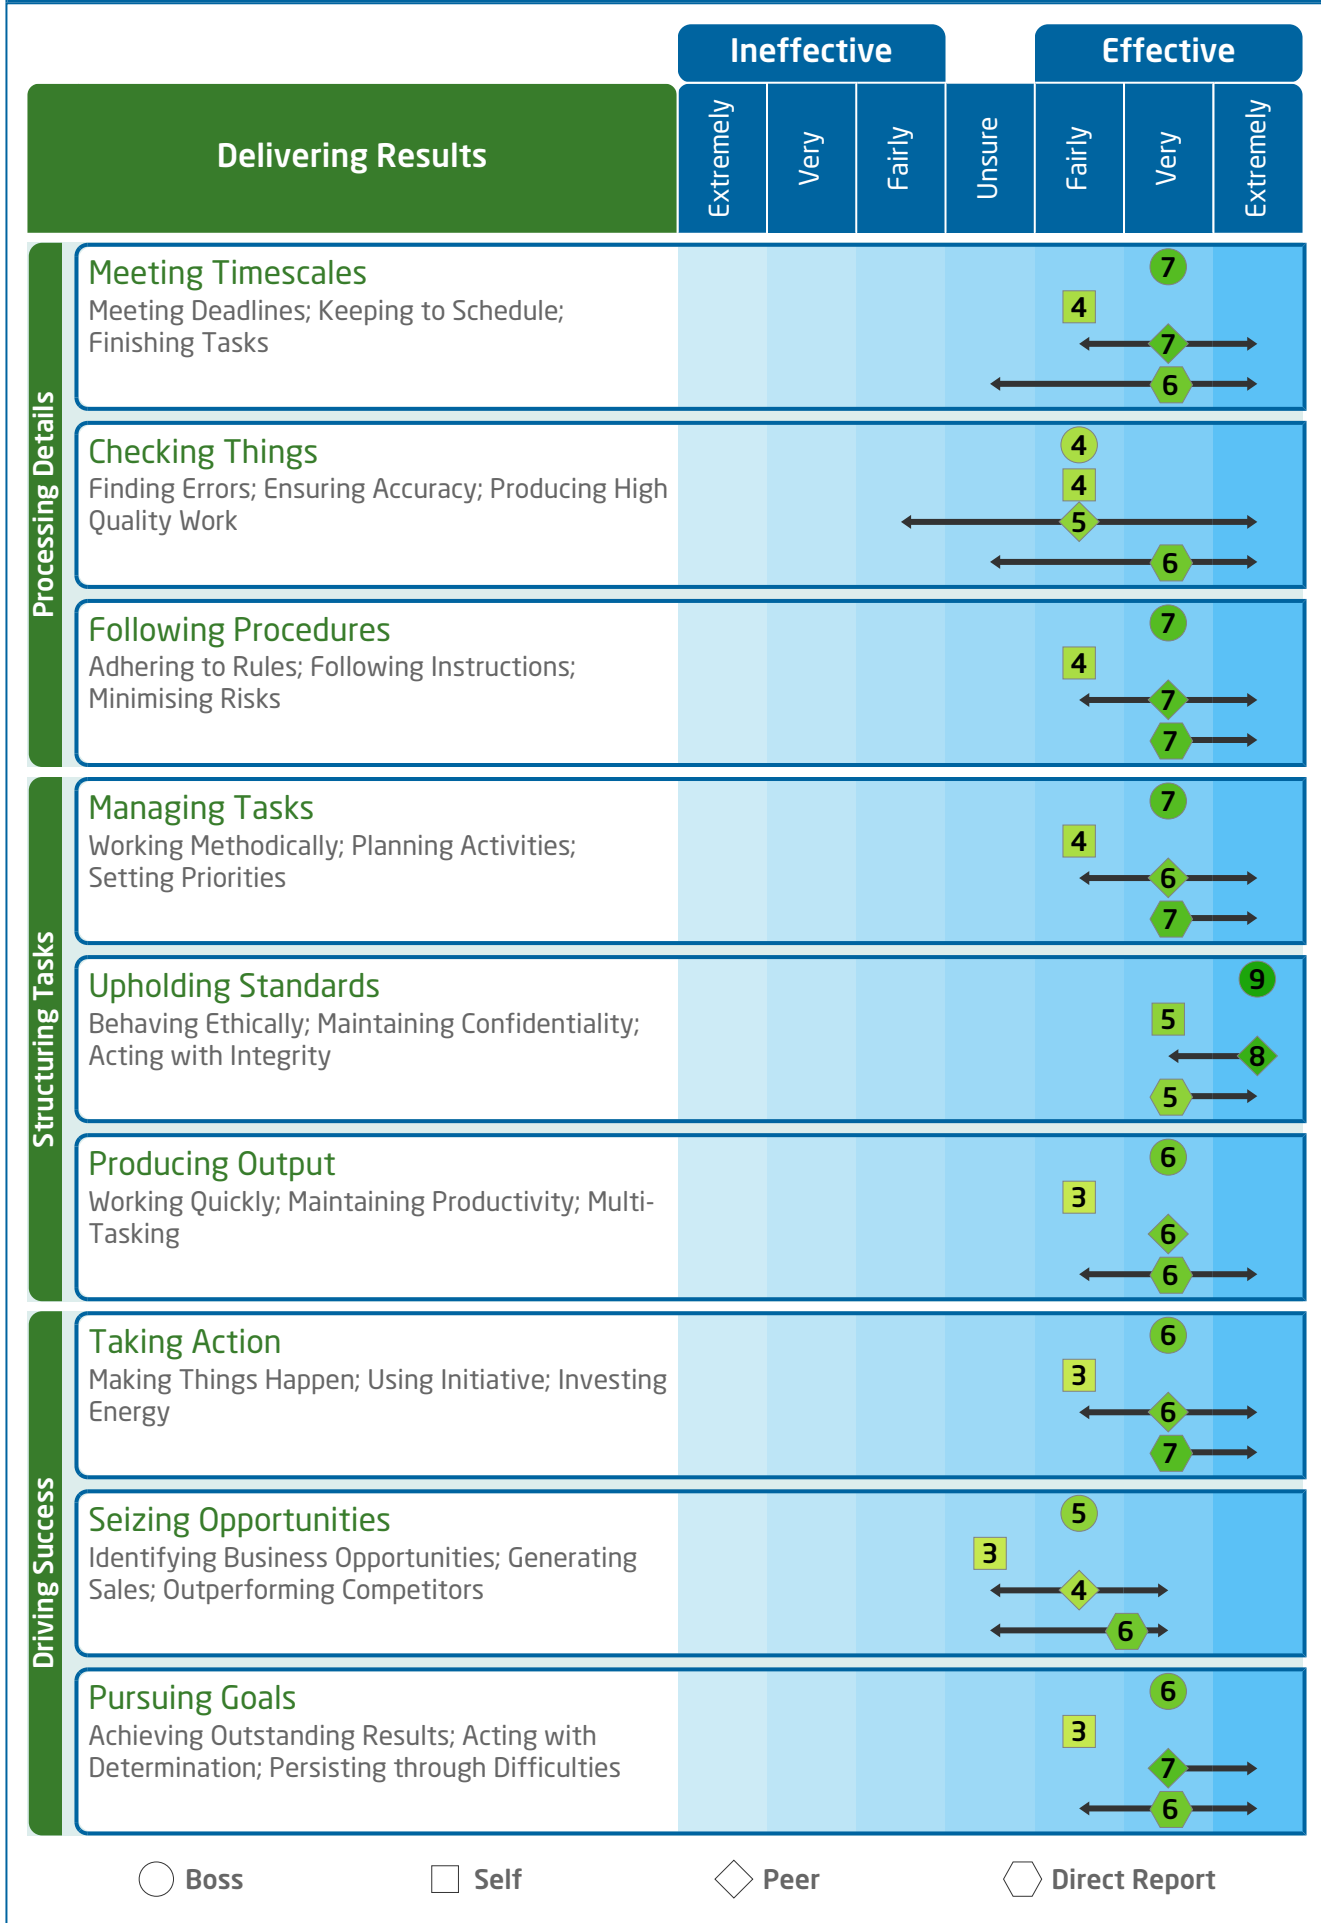 Ineffective
Effective
Delivering Results
Extremely
Very
Fairly
Unsure
Fairly
Very
Extremely
Processing Details
Meeting Timescales
Meeting Deadlines; Keeping to Schedule;
Finishing Tasks
7
4
7
6
Checking Things
Finding Errors; Ensuring Accuracy; Producing High
Quality Work
4
4
5
6
Following Procedures
Adhering to Rules; Following Instructions;
Minimising Risks
7
4
7
7
Structuring Tasks
Managing Tasks
Working Methodically; Planning Activities;
Setting Priorities
7
4
6
7
Upholding Standards
Behaving Ethically; Maintaining Confidentiality;
Acting with Integrity
9
5
8
5
Producing Output
Working Quickly; Maintaining Productivity; Multi-
Tasking
6
3
6
6
Driving Success
Taking Action
Making Things Happen; Using Initiative; Investing
Energy
6
3
6
7
Seizing Opportunities
Identifying Business Opportunities; Generating
Sales; Outperforming Competitors
5
3
4
6
Pursuing Goals
Achieving Outstanding Results; Acting with
Determination; Persisting through Difficulties
6
3
7
6
Boss
Self
Peer
Direct Report